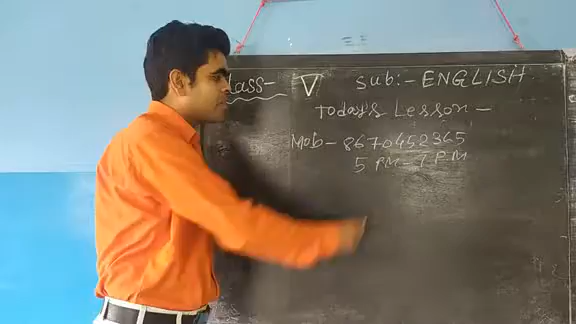 Class- V Sub:- ENGLISH
Today's Lesson -
Mob- 8670452365
5 PM - 7 PM